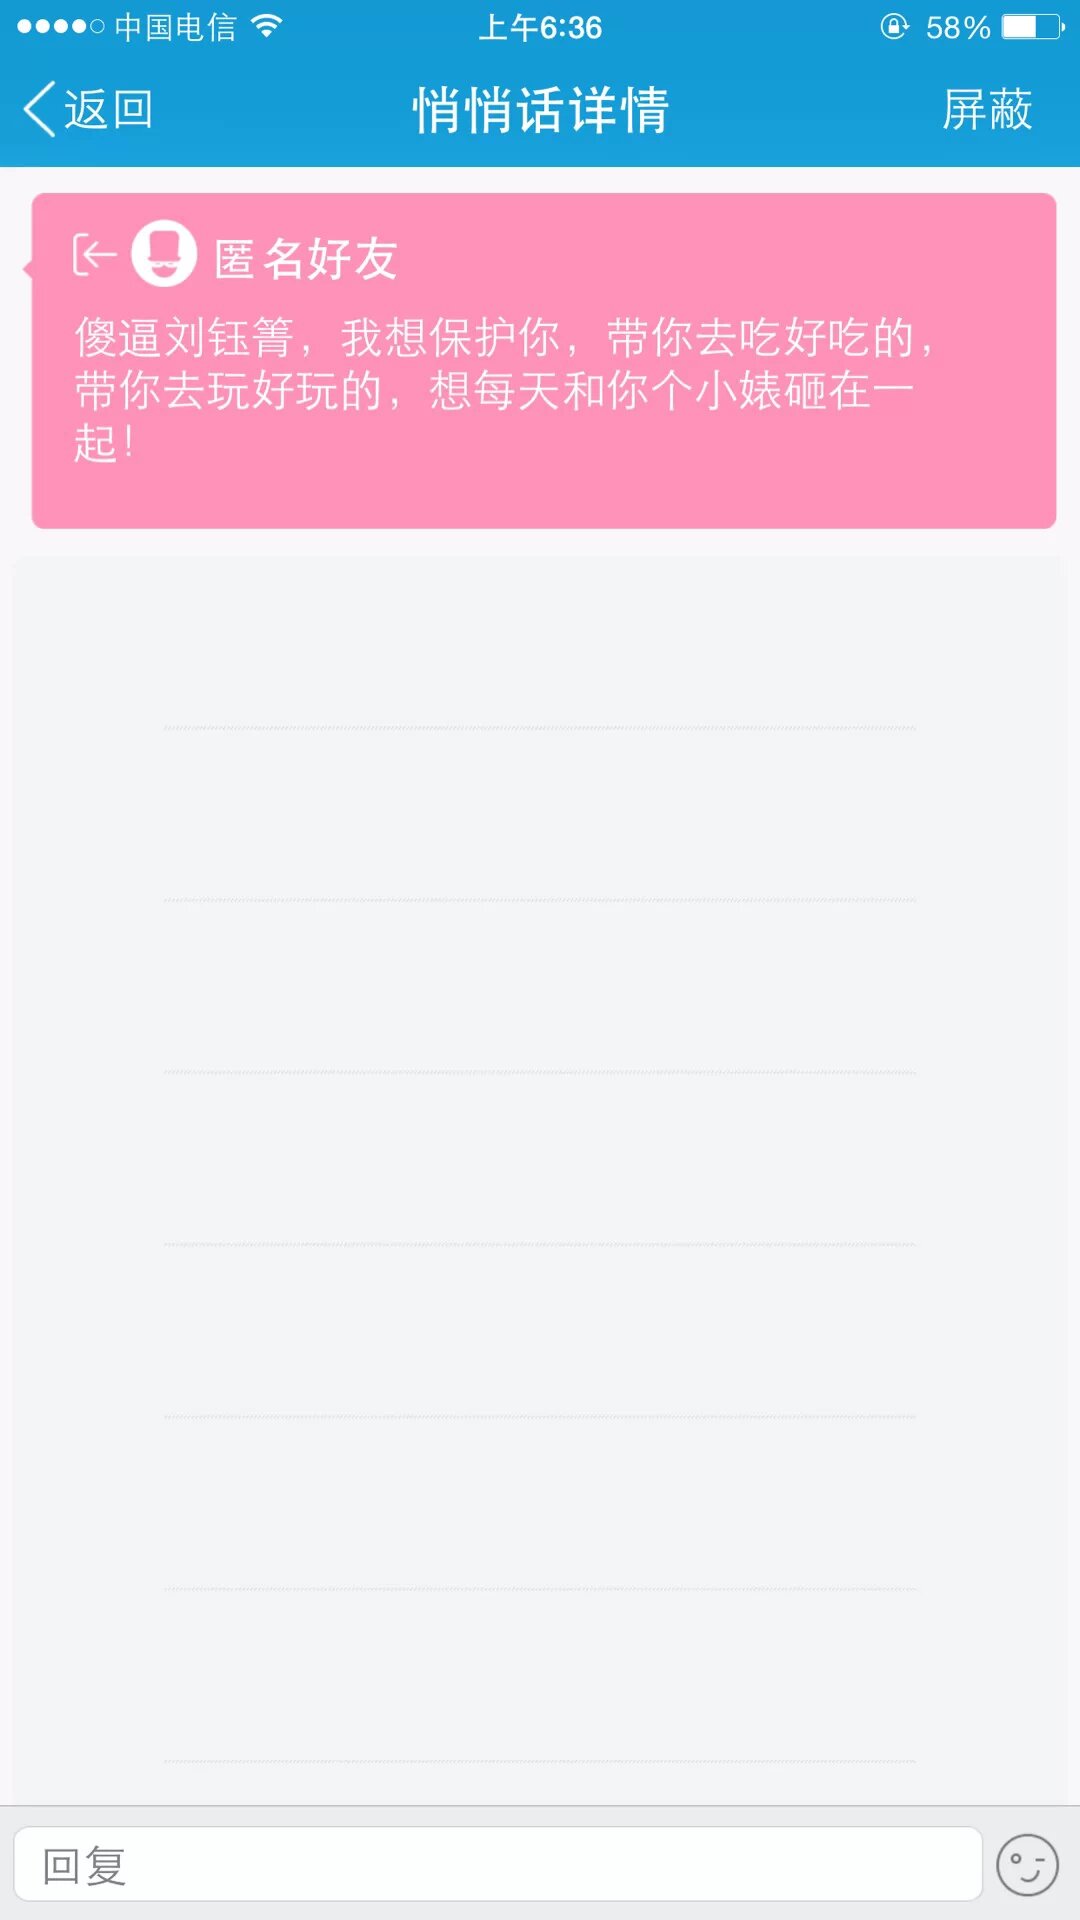 中国电信 上午6:36 58%
返回 悄悄话详情 屏蔽
匿名好友
傻逼刘钰箐，我想保护你，带你去吃好吃的，
带你去玩好玩的，想每天和你个小婊砸在一
起！
回复